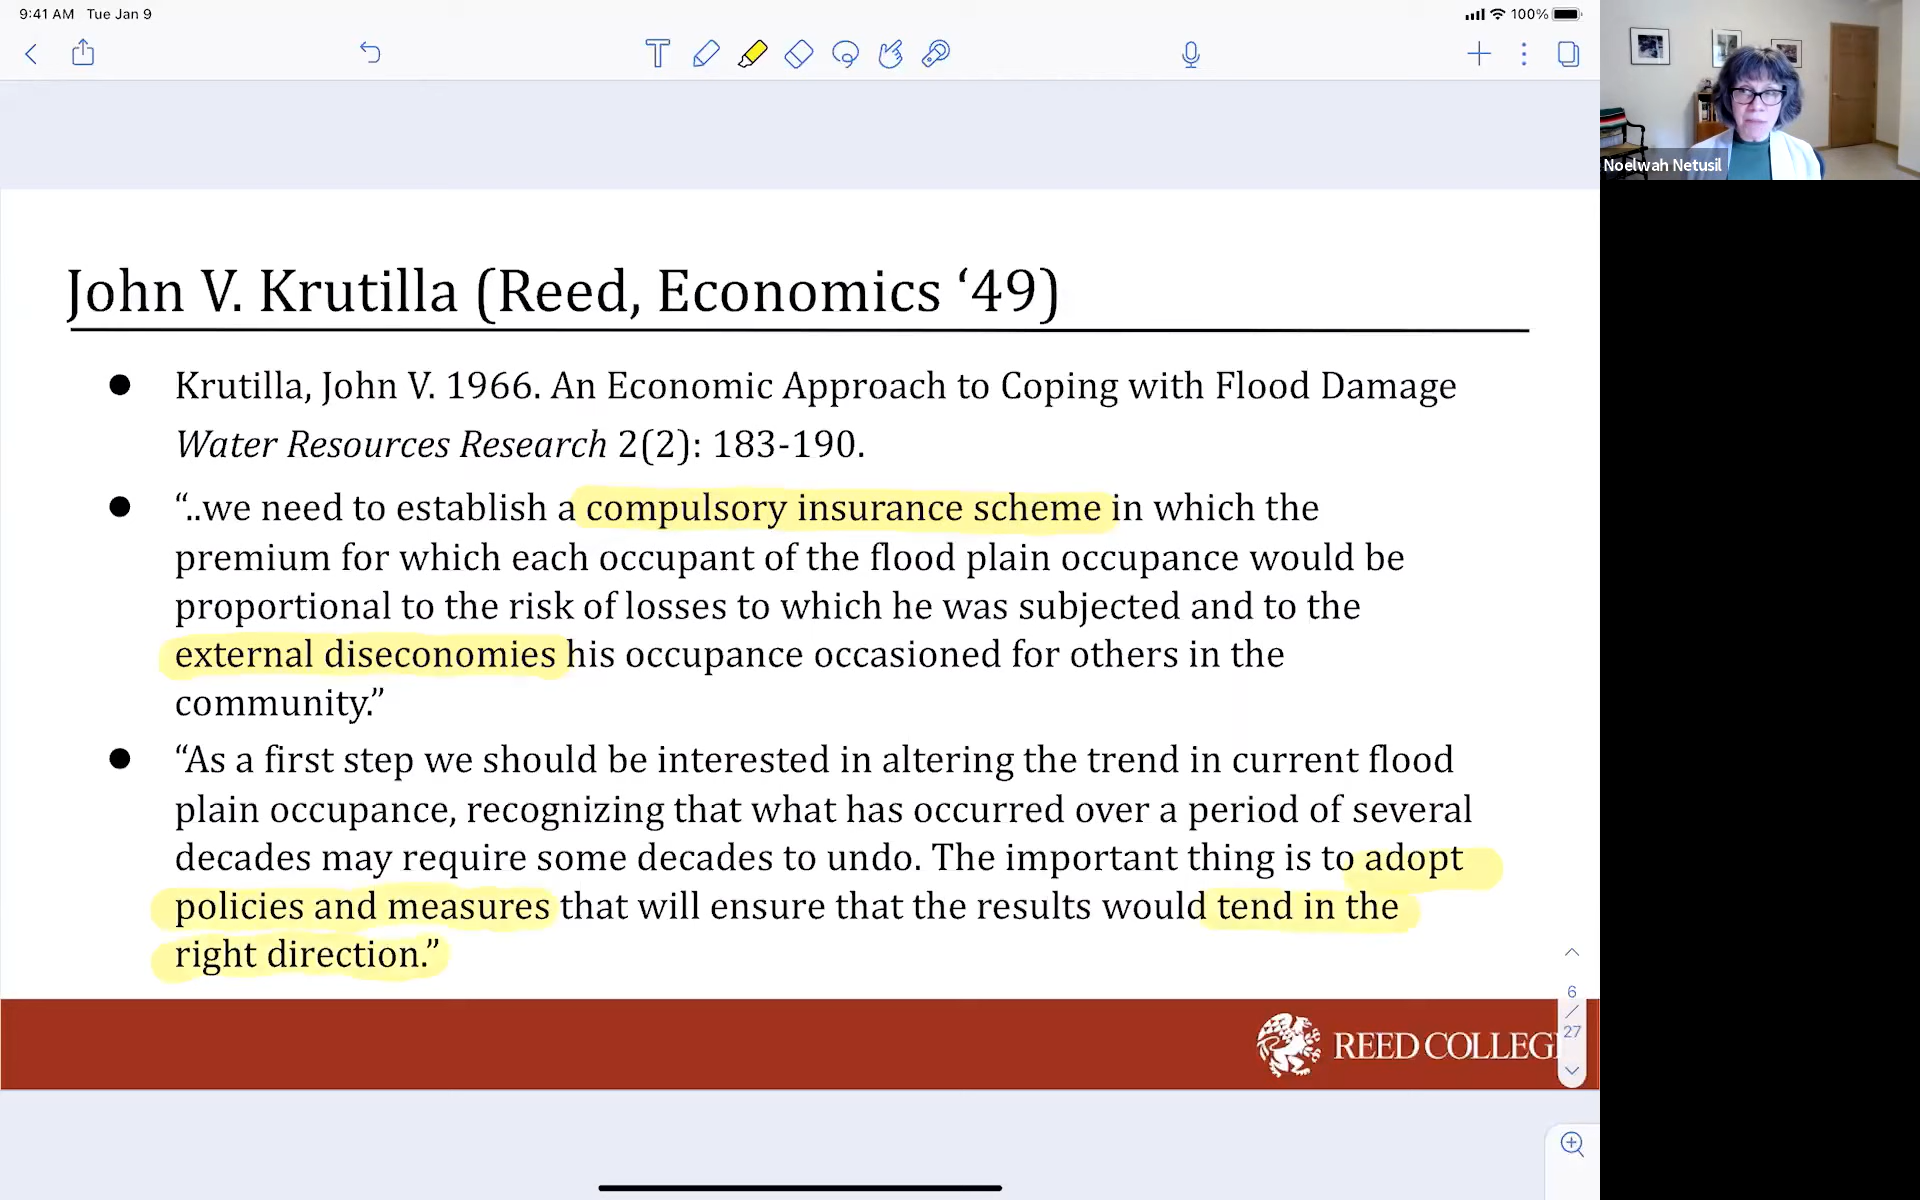 9:41 AM Tue Jan 9
100%
Noelwah Netusil
John V. Krutilla (Reed, Economics ‘49)
● Krutilla, John V. 1966. An Economic Approach to Coping with Flood Damage
Water Resources Research 2(2): 183-190.
● “..we need to establish a compulsory insurance scheme in which the
premium for which each occupant of the flood plain occupance would be
proportional to the risk of losses to which he was subjected and to the
external diseconomies his occupance occasioned for others in the
community.”
● “As a first step we should be interested in altering the trend in current flood
plain occupance, recognizing that what has occurred over a period of several
decades may require some decades to undo. The important thing is to adopt
policies and measures that will ensure that the results would tend in the
right direction.”
6
/
27
REED COLLEGE